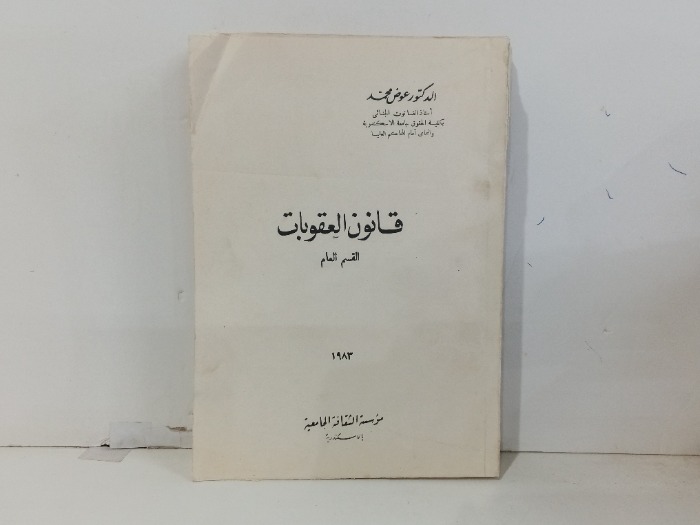 الدكتور عوض محمد
أستاذ القانون الجنائي
بكلية الحقوق جامعة الاسكندرية
والمحامي أمام المحاكم العليا
قانون العقوبات
القسم العام
١٩٨٣
مؤسسة الثقافة الجامعية
إسكندرية